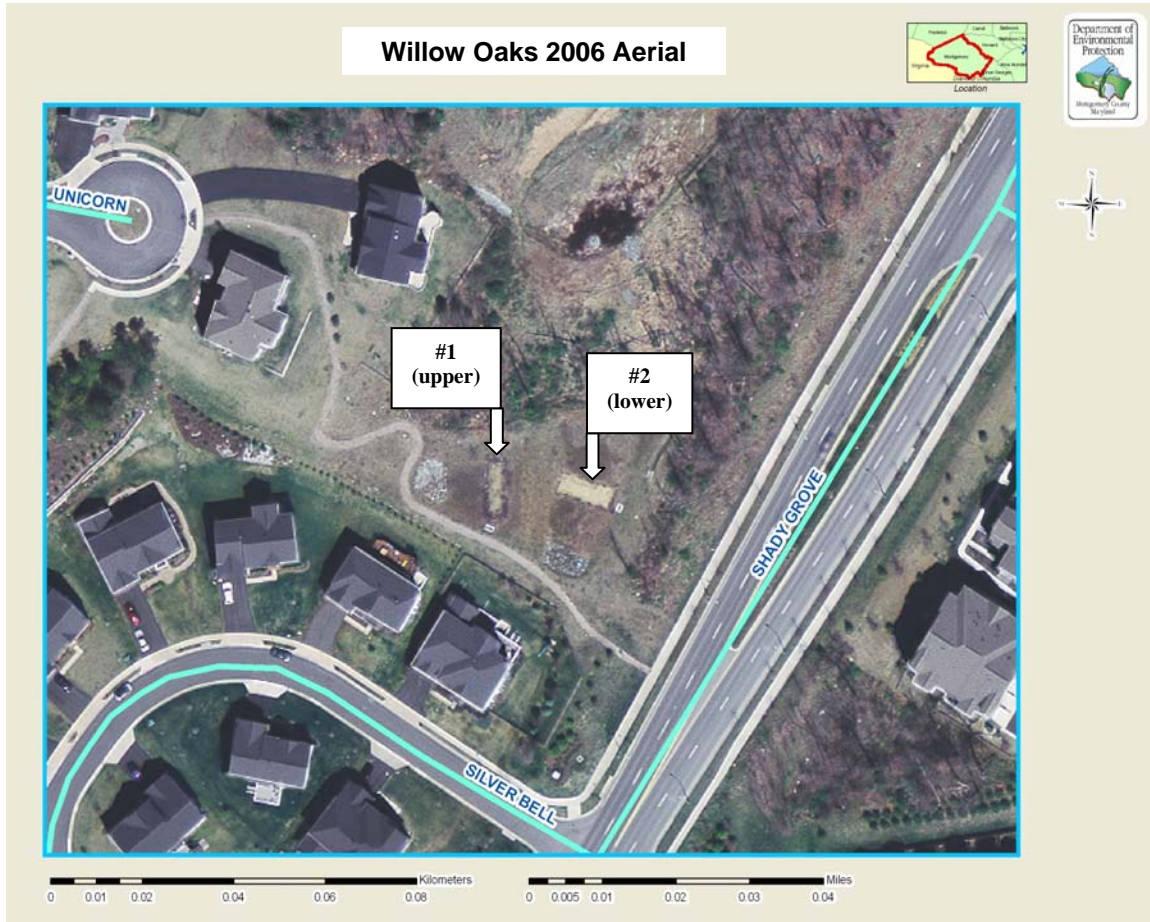 Willow Oaks 2006 Aerial
Location
Department of
Environmental
Protection
Montgomery County
Maryland
UNICORN
#1
(upper)
#2
(lower)
SHADY GROVE
SILVER BELL
Kilometers
0 0.01 0.02 0.04 0.06 0.08
Miles
0 0.005 0.01 0.02 0.03 0.04